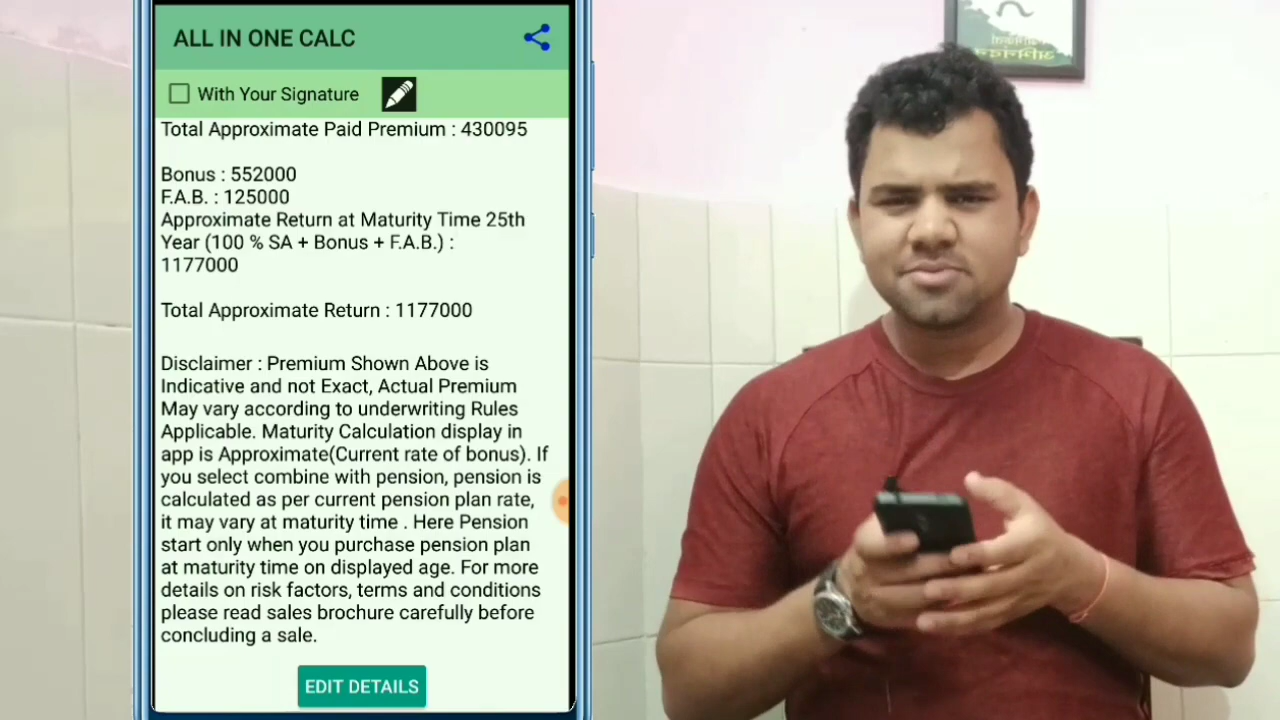 ALL IN ONE CALC
With Your Signature
Total Approximate Paid Premium : 430095
Bonus : 552000
F.A.B. : 125000
Approximate Return at Maturity Time 25th
Year (100 % SA + Bonus + F.A.B.) :
1177000
Total Approximate Return : 1177000
Disclaimer : Premium Shown Above is
Indicative and not Exact, Actual Premium
May vary according to underwriting Rules
Applicable. Maturity Calculation display in
app is Approximate(Current rate of bonus). If
you select combine with pension, pension is
calculated as per current pension plan rate,
it may vary at maturity time . Here Pension
start only when you purchase pension plan
at maturity time on displayed age. For more
details on risk factors, terms and conditions
please read sales brochure carefully before
concluding a sale.
EDIT DETAILS